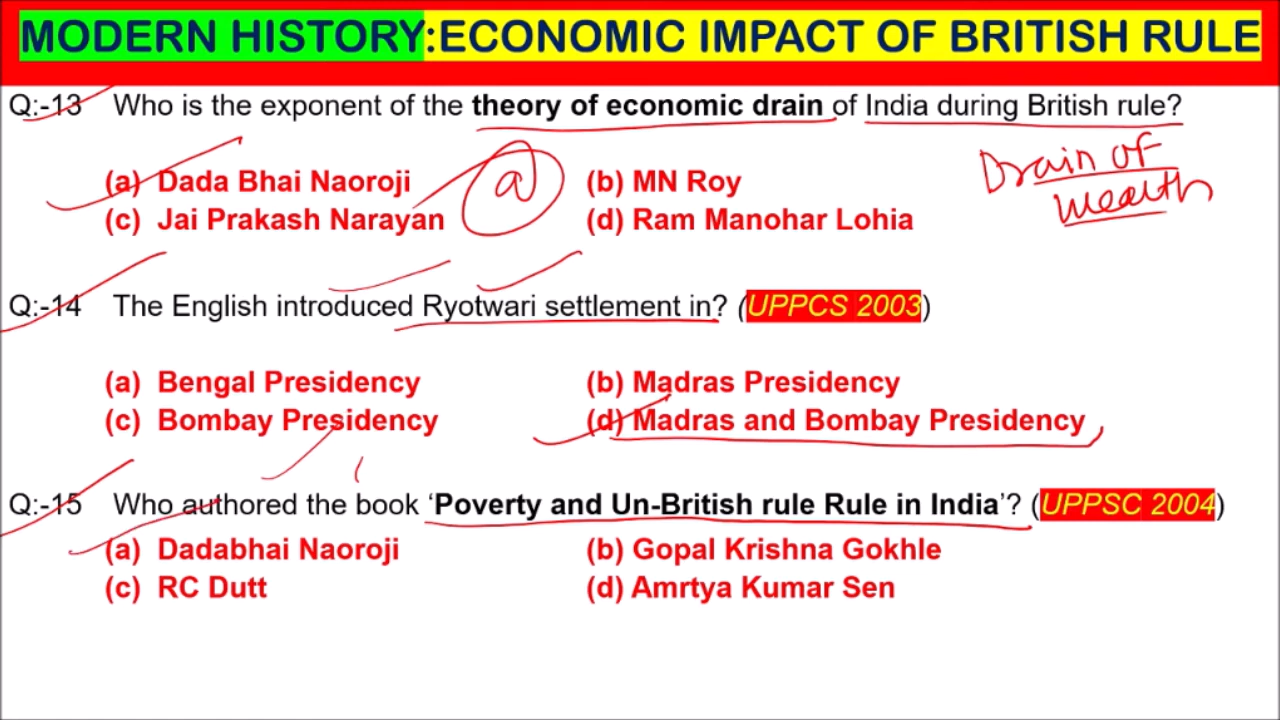 MODERN HISTORY:ECONOMIC IMPACT OF BRITISH RULE
Q:-13 Who is the exponent of the theory of economic drain of India during British rule?
(a) Dada Bhai Naoroji (b) MN Roy
(c) Jai Prakash Narayan (d) Ram Manohar Lohia
a
Drain of
Wealth
Q:-14 The English introduced Ryotwari settlement in? (UPPCS 2003)
(a) Bengal Presidency (b) Madras Presidency
(c) Bombay Presidency (d) Madras and Bombay Presidency
Q:-15 Who authored the book ‘Poverty and Un-British rule Rule in India’? (UPPSC 2004)
(a) Dadabhai Naoroji (b) Gopal Krishna Gokhle
(c) RC Dutt (d) Amrtya Kumar Sen